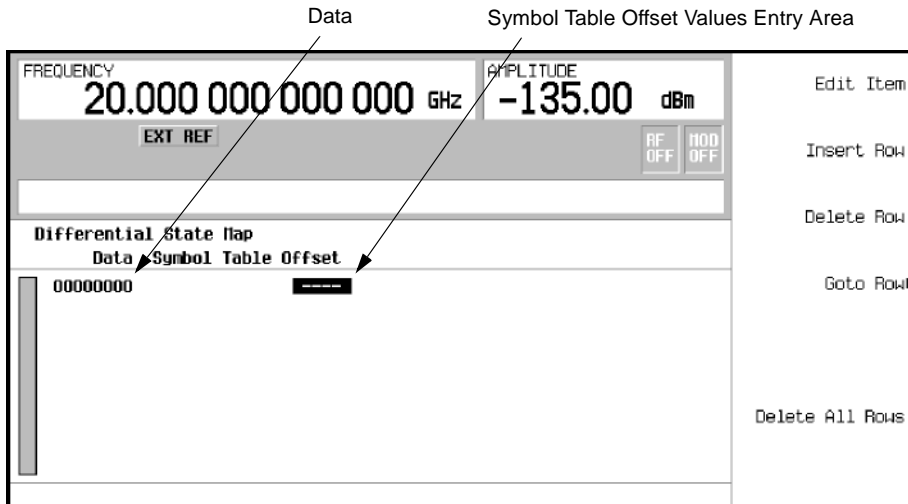 Data
Symbol Table Offset Values Entry Area
FREQUENCY
20.000 000 000 000 GHz
AMPLITUDE
-135.00 dBm
EXT REF
RF OFF
MOD OFF
Differential State Map
Data Symbol Table Offset
00000000 ----
Edit Item
Insert Row
Delete Row
Goto Row
Delete All Rows